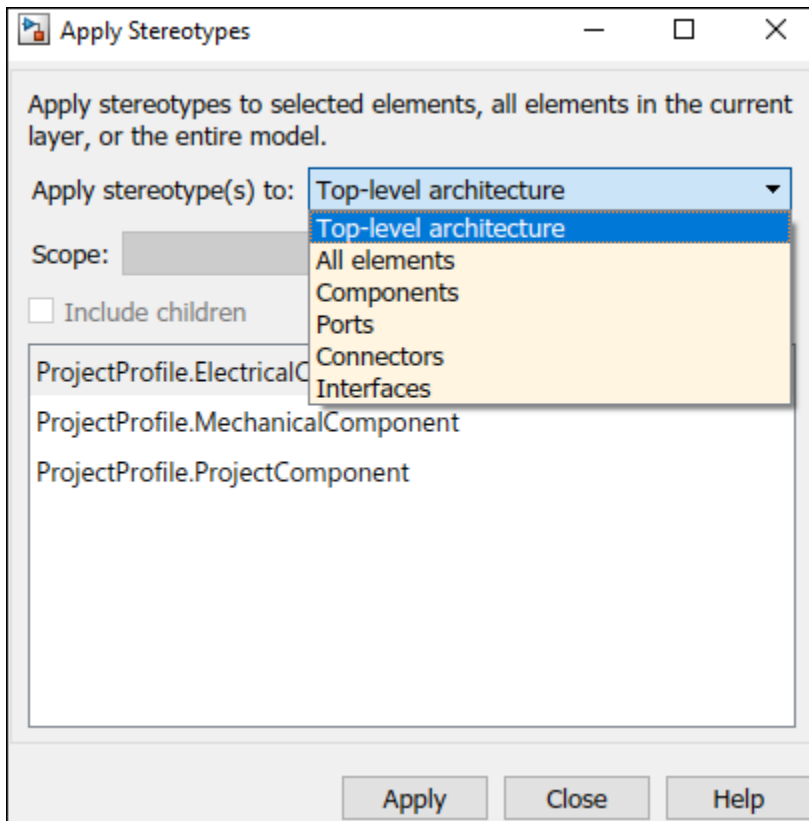 Apply Stereotypes
Apply stereotypes to selected elements, all elements in the current
layer, or the entire model.
Apply stereotype(s) to: Top-level architecture
Top-level architecture
Scope:
All elements
Components
Include children
Ports
Connectors
ProjectProfile.ElectricalC
Interfaces
ProjectProfile.MechanicalComponent
ProjectProfile.ProjectComponent
Apply Close Help